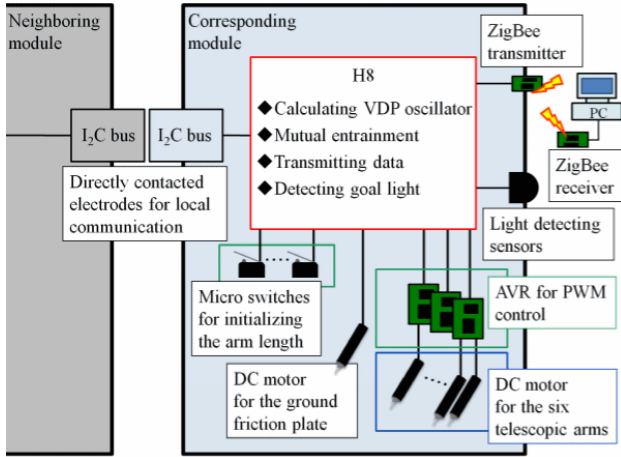 Neighboring
module
Corresponding
module
ZigBee
transmitter
H8
◆Calculating VDP oscillator
◆Mutual entrainment
◆Transmitting data
◆Detecting goal light
PC
I₂C bus
I₂C bus
ZigBee
receiver
Directly contacted
electrodes for local
communication
Light detecting
sensors
Micro switches
for initializing
the arm length
AVR for PWM
control
DC motor
for the ground
friction plate
DC motor
for the six
telescopic arms